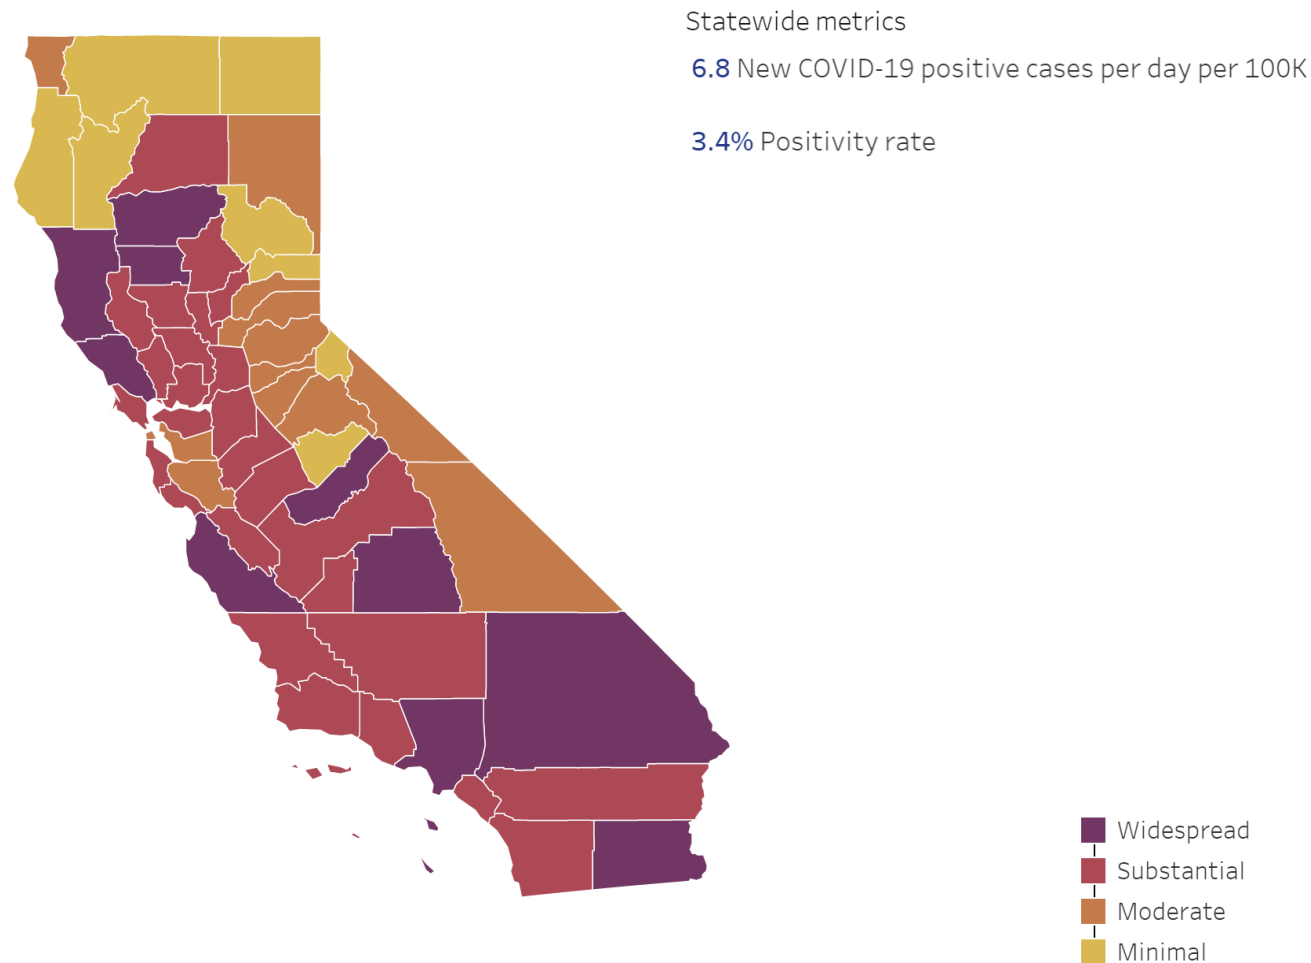 Statewide metrics
6.8 New COVID-19 positive cases per day per 100K
3.4% Positivity rate
Widespread
Substantial
Moderate
Minimal